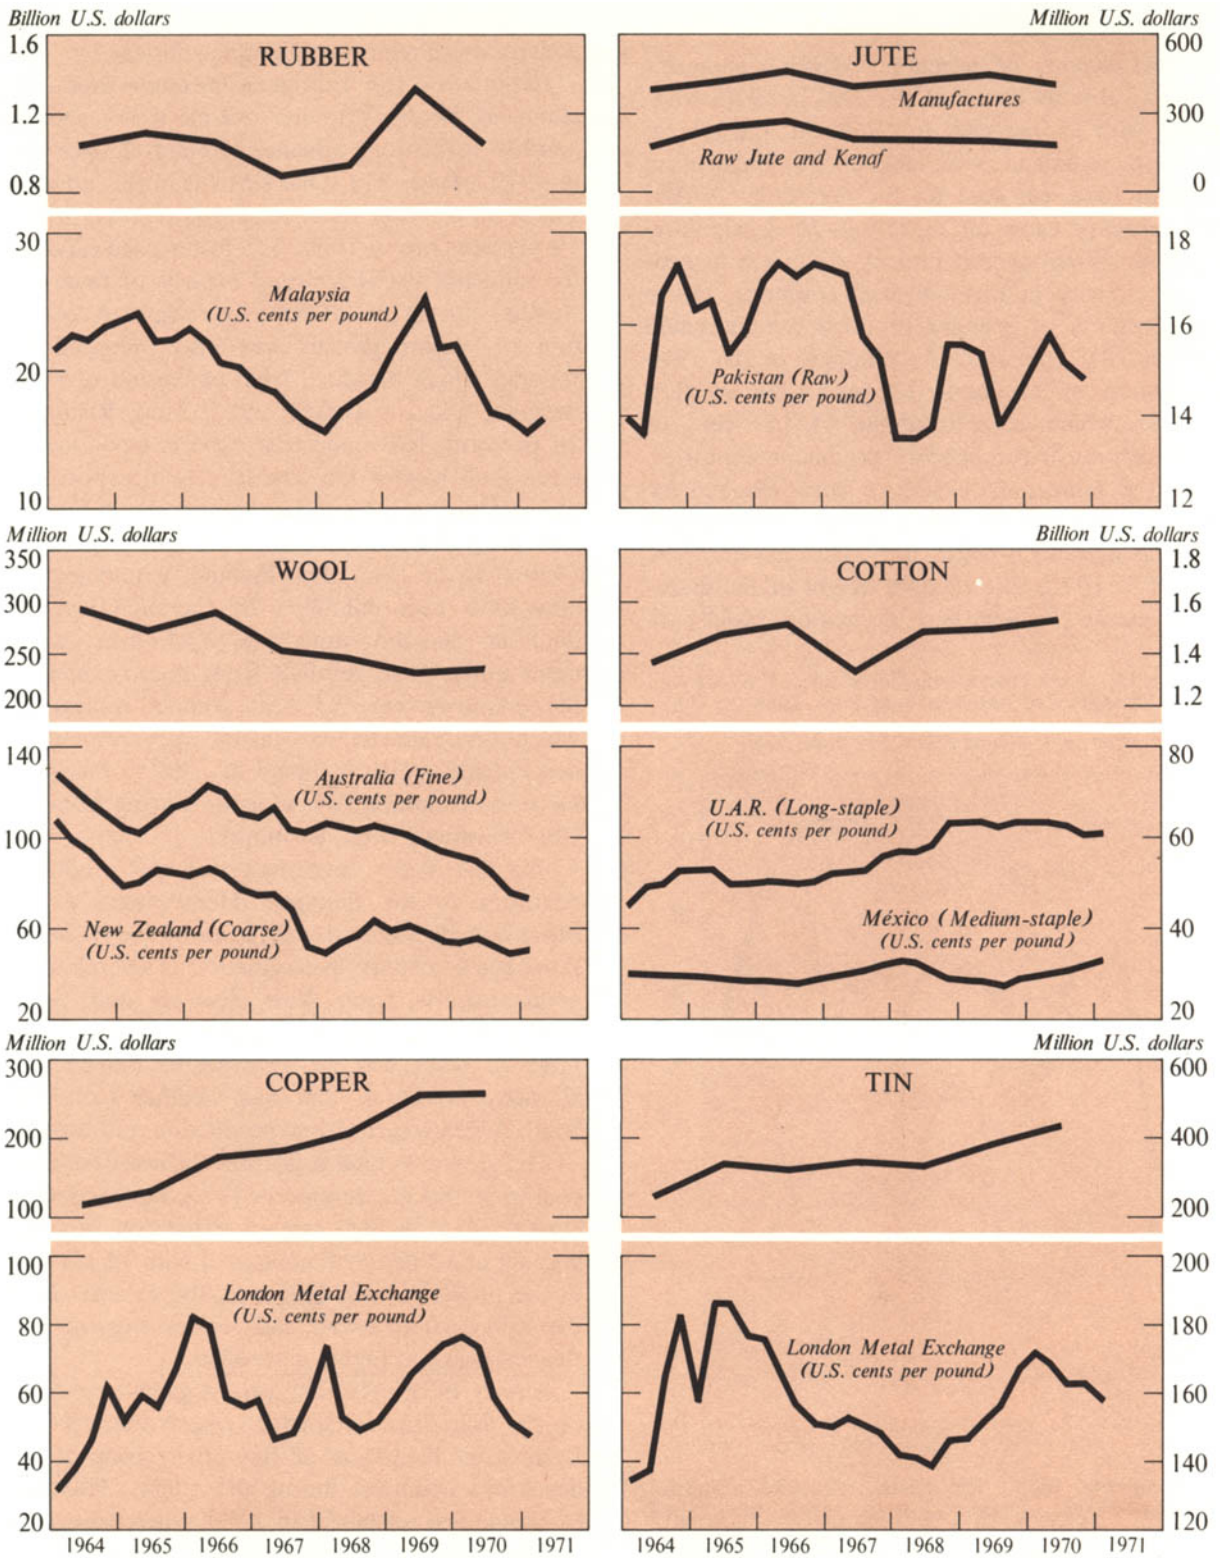 Billion U.S. dollars
Million U.S. dollars
1.6
RUBBER
JUTE
600
1.2
Manufactures
300
Raw Jute and Kenaf
0.8
0
30
18
Malaysia
(U.S. cents per pound)
16
20
Pakistan (Raw)
(U.S. cents per pound)
14
10
12
Million U.S. dollars
Billion U.S. dollars
350
WOOL
COTTON
1.8
300
1.6
250
1.4
200
1.2
140
80
Australia (Fine)
(U.S. cents per pound)
U.A.R. (Long-staple)
(U.S. cents per pound)
100
60
New Zealand (Coarse)
(U.S. cents per pound)
México (Medium-staple)
(U.S. cents per pound)
60
40
20
20
Million U.S. dollars
Million U.S. dollars
300
COPPER
TIN
600
200
400
100
200
100
200
London Metal Exchange
(U.S. cents per pound)
80
180
London Metal Exchange
(U.S. cents per pound)
60
160
40
140
20
120
1964 1965 1966 1967 1968 1969 1970 1971
1964 1965 1966 1967 1968 1969 1970 1971